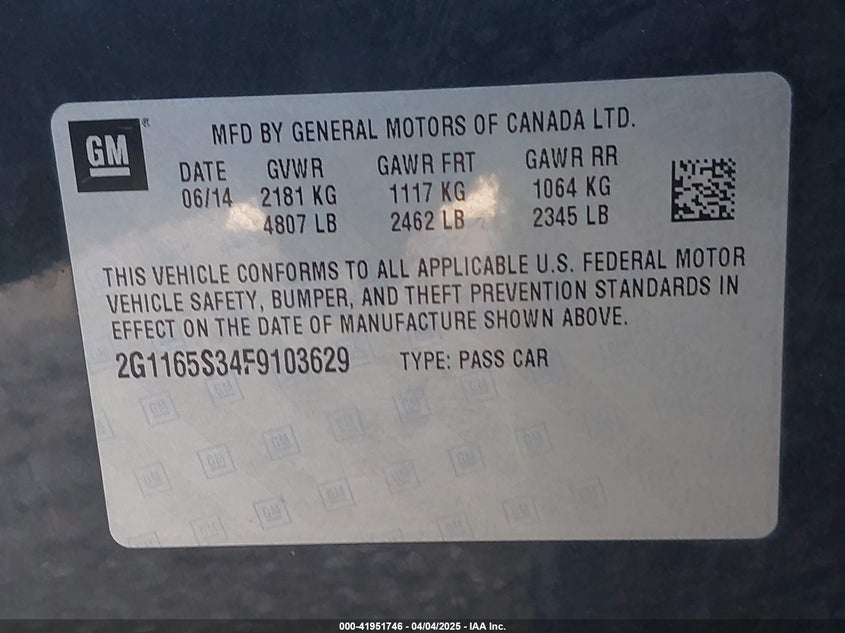 GM®
MFD BY GENERAL MOTORS OF CANADA LTD.
DATE GVWR GAWR FRT GAWR RR
06/14 2181 KG 1117 KG 1064 KG
4807 LB 2462 LB 2345 LB
THIS VEHICLE CONFORMS TO ALL APPLICABLE U.S. FEDERAL MOTOR
VEHICLE SAFETY, BUMPER, AND THEFT PREVENTION STANDARDS IN
EFFECT ON THE DATE OF MANUFACTURE SHOWN ABOVE.
2G1165S34F9103629 TYPE: PASS CAR
000-41951746 - 04/04/2025 - IAA Inc.